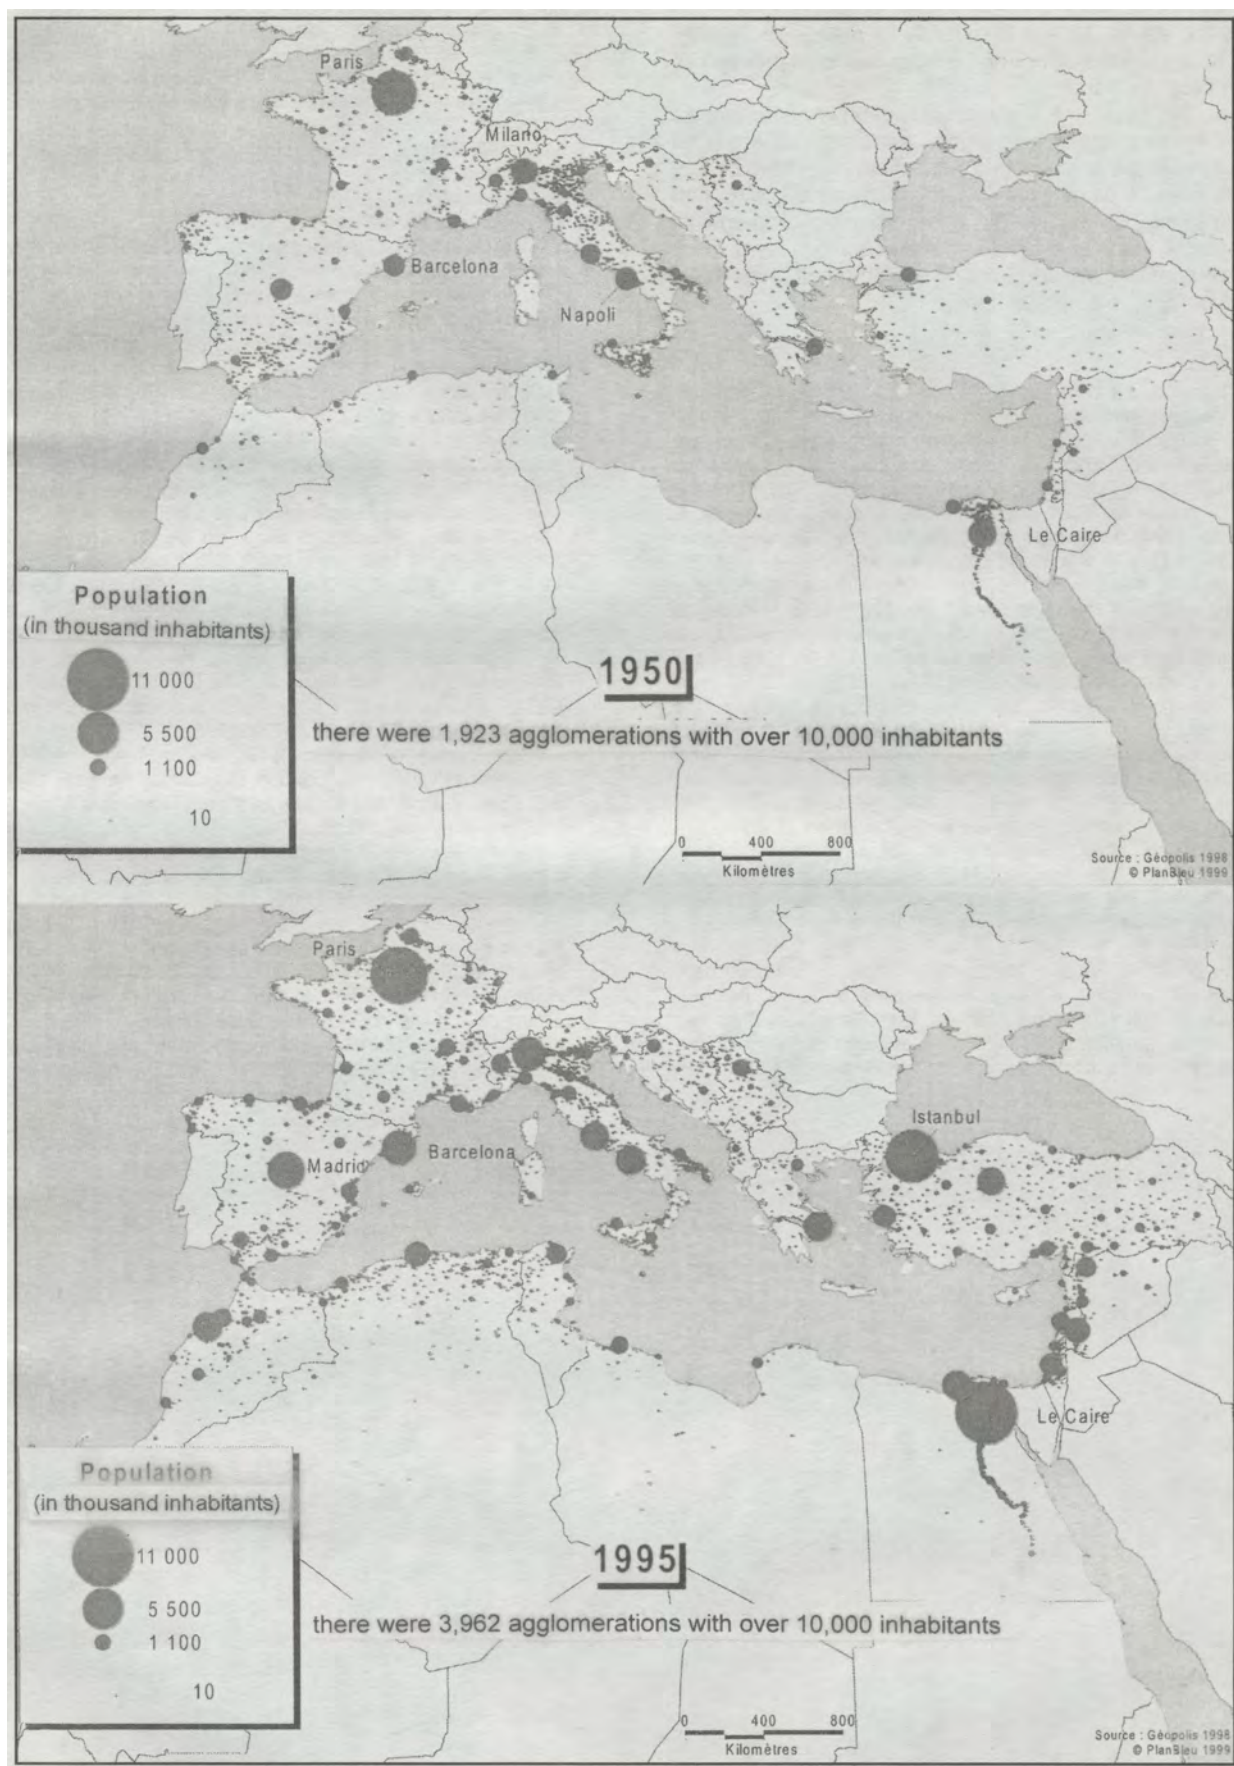 Paris
Milano
Barcelona
Napoli
Le Caire
Population
(in thousand inhabitants)
11 000
5 500
1 100
10
1950
there were 1,923 agglomerations with over 10,000 inhabitants
0 400 800
Kilomètres
Source : Géopolis 1998
© PlanBleu 1999
Paris
Istanbul
Barcelona
Madrid
Le Caire
Population
(in thousand inhabitants)
11 000
5 500
1 100
10
1995
there were 3,962 agglomerations with over 10,000 inhabitants
0 400 800
Kilomètres
Source : Géopolis 1998
© PlanBleu 1999